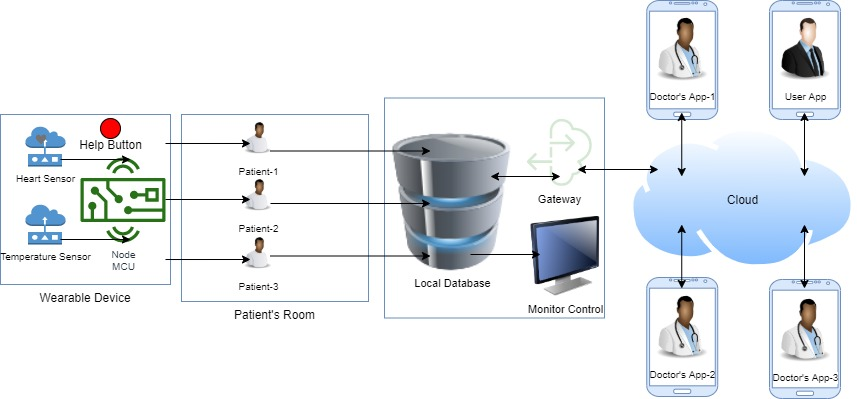 Doctor's App-1
User App
Help Button
Heart Sensor
Temperature Sensor
Node
MCU
Wearable Device
Patient-1
Patient-2
Patient-3
Patient's Room
Gateway
Local Database
Monitor Control
Cloud
Doctor's App-2
Doctor's App-3